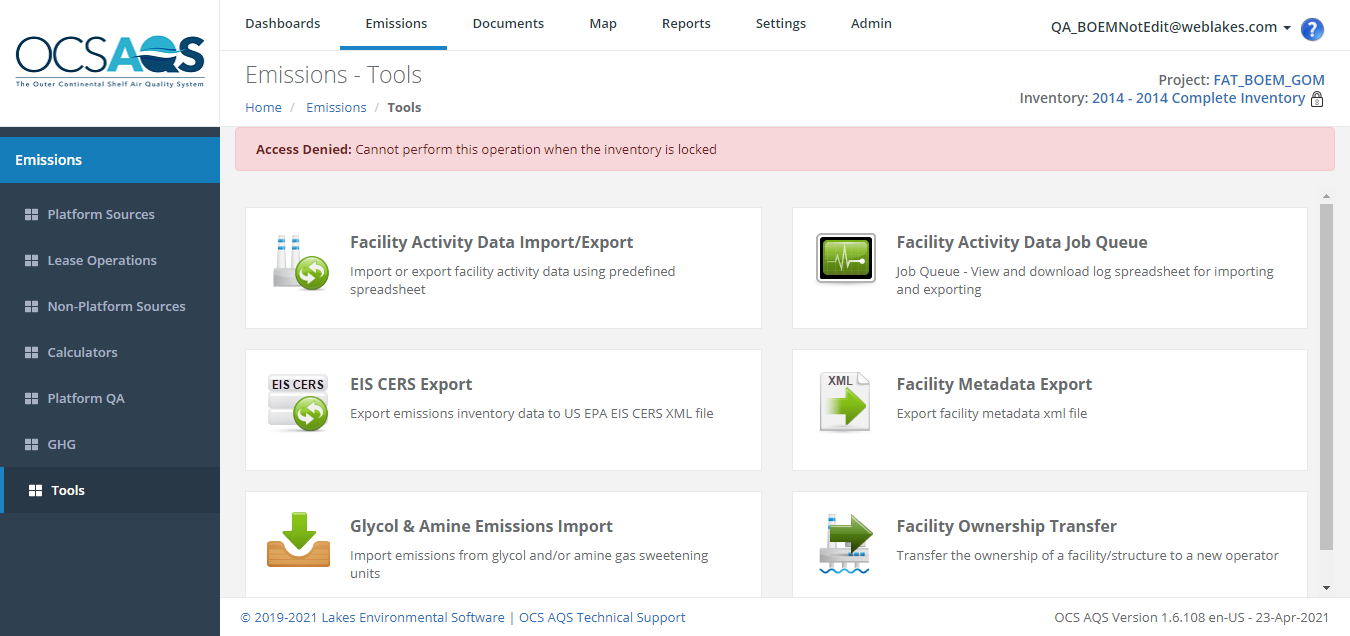 OCSAQS
The Outer Continental Shelf Air Quality System
Dashboards
Emissions
Documents
Map
Reports
Settings
Admin
QA_BOEMNotEdit@weblakes.com
?
Emissions - Tools
Home / Emissions / Tools
Project: FAT_BOEM_GOM
Inventory: 2014 - 2014 Complete Inventory
Access Denied: Cannot perform this operation when the inventory is locked
Emissions
Platform Sources
Lease Operations
Non-Platform Sources
Calculators
Platform QA
GHG
Tools
Facility Activity Data Import/Export
Import or export facility activity data using predefined
spreadsheet
Facility Activity Data Job Queue
Job Queue - View and download log spreadsheet for importing
and exporting
EIS CERS
EIS CERS Export
Export emissions inventory data to US EPA EIS CERS XML file
XML
Facility Metadata Export
Export facility metadata xml file
Glycol & Amine Emissions Import
Import emissions from glycol and/or amine gas sweetening
units
Facility Ownership Transfer
Transfer the ownership of a facility/structure to a new operator
© 2019-2021 Lakes Environmental Software | OCS AQS Technical Support
OCS AQS Version 1.6.108 en-US - 23-Apr-2021